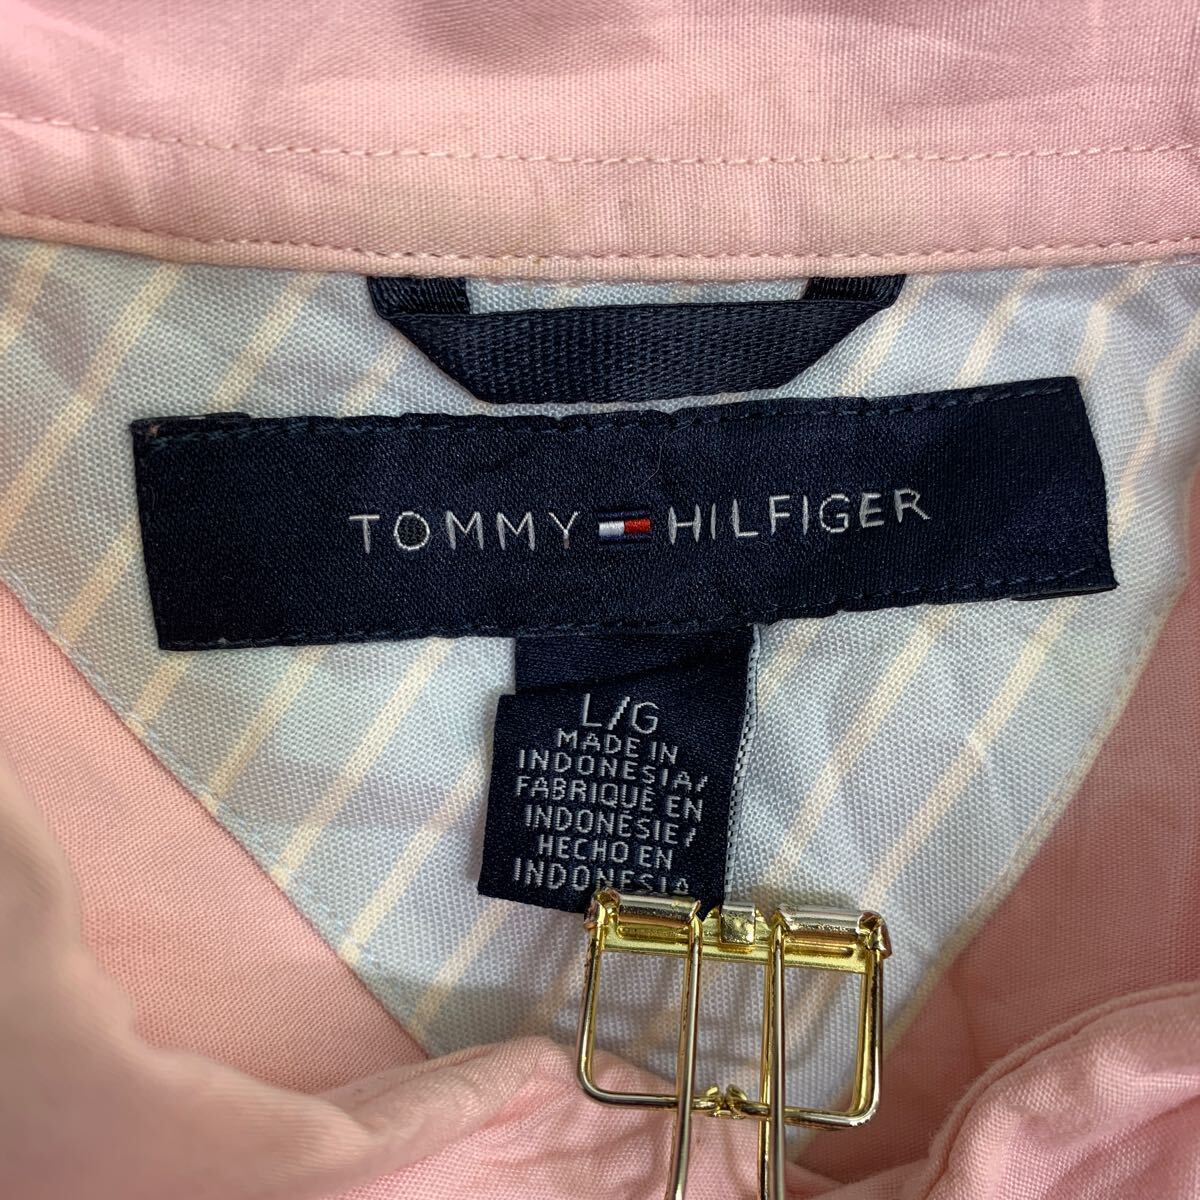 TOMMY HILFIGER
L/G
MADE IN
INDONESIA/
FABRIQUÉ EN
INDONÉSIE/
HECHO EN
INDONESIA